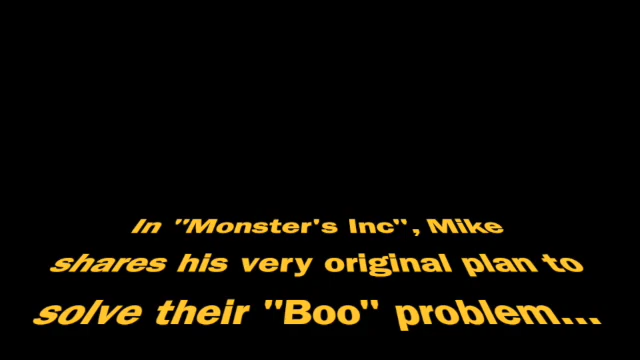 In "Monster's Inc", Mike
shares his very original plan to
solve their "Boo" problem...